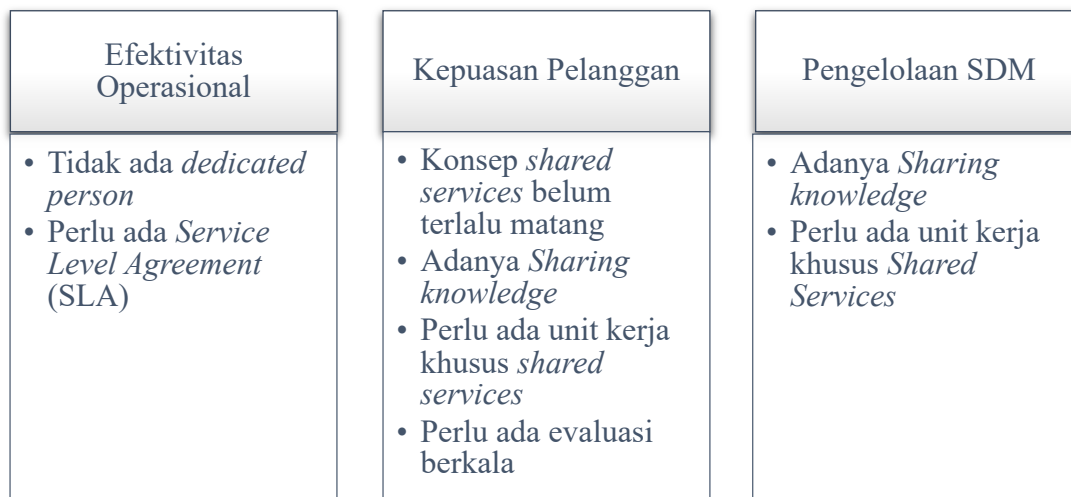 Efektivitas
Operasional
• Tidak ada dedicated
person
• Perlu ada Service
Level Agreement
(SLA)
Kepuasan Pelanggan
• Konsep shared
services belum
terlalu matang
• Adanya Sharing
knowledge
• Perlu ada unit kerja
khusus shared
services
• Perlu ada evaluasi
berkala
Pengelolaan SDM
• Adanya Sharing
knowledge
• Perlu ada unit kerja
khusus Shared
Services